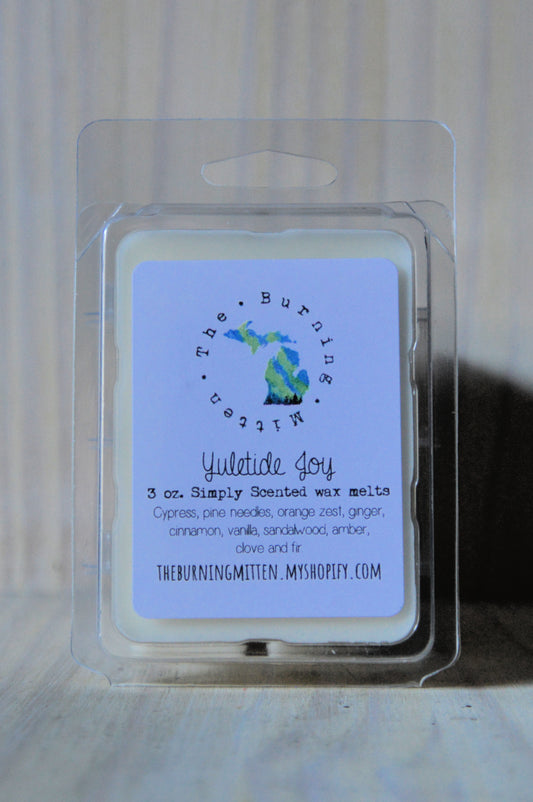 The • Burning • Mitten •
Yuletide Joy
3 oz. Simply Scented wax melts
Cypress, pine needles, orange zest, ginger,
cinnamon, vanilla, sandalwood, amber,
clove and fir
THEBURNINGMITTEN.MYSHOPIFY.COM